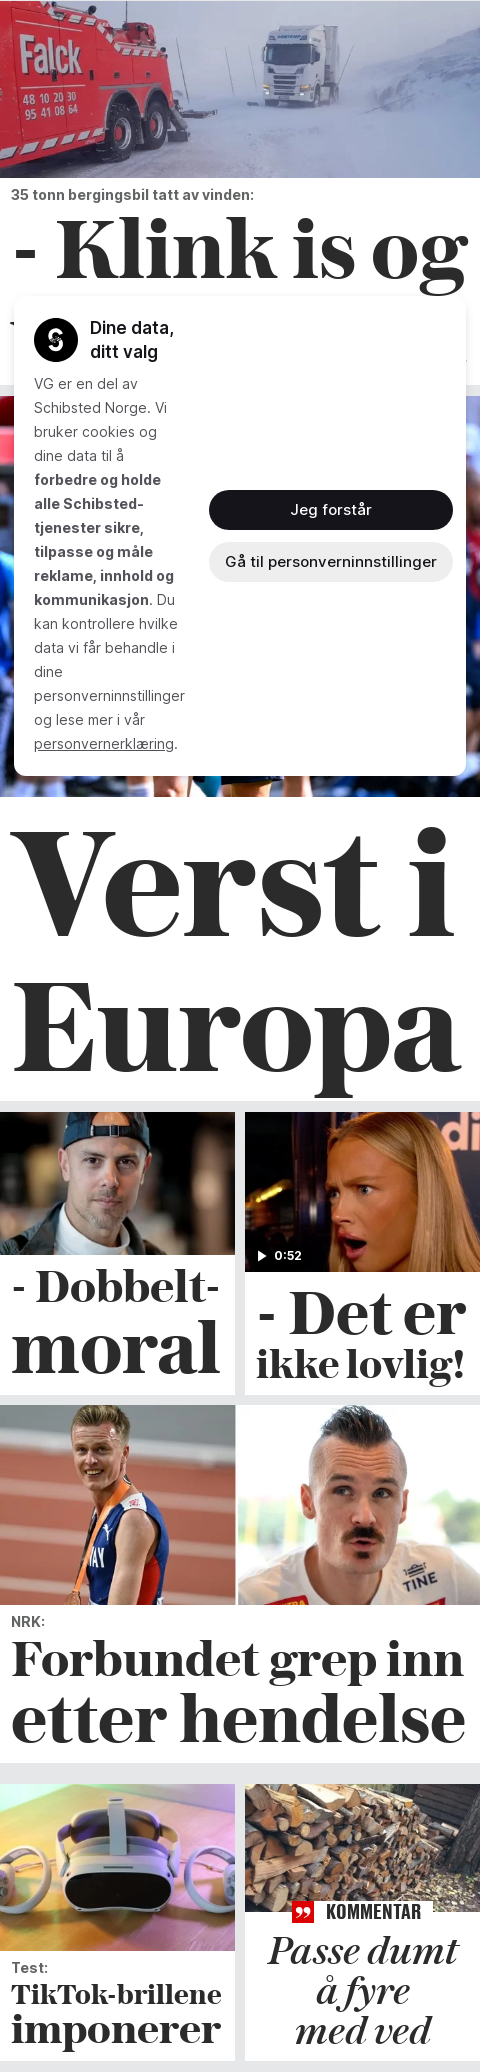 Falck
48 10 20 30
95 41 08 64
35 tonn bergingsbil tatt av vinden:
- Klink is og
Dine data,
ditt valg
VG er en del av
Schibsted Norge. Vi
bruker cookies og
dine data til å
forbedre og holde
alle Schibsted-
tjenester sikre,
tilpasse og måle
reklame, innhold og
kommunikasjon. Du
kan kontrollere hvilke
data vi får behandle i
dine
personverninnstillinger
og lese mer i vår
personvernerklæring.
Jeg forstår
Gå til personverninnstillinger
Verst i
Europa
di
0:52
- Dobbelt-
moral
- Det er
ikke lovlig!
WAY
TINE
NRK:
Forbundet grep inn
etter hendelse
Test:
TikTok-brillene
imponerer
KOMMENTAR
Passe dumt
å fyre
med ved